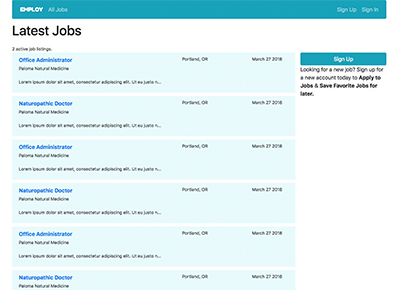 EMPLOY All Jobs Sign Up Sign In
Latest Jobs
2 active job listings.
Office Administrator Portland, OR March 27 2018
Paloma Natural Medicine
Lorem ipsum dolor sit amet, consectetur adipiscing elit. Ut eu justo n...
Naturopathic Doctor Portland, OR March 27 2018
Paloma Natural Medicine
Lorem ipsum dolor sit amet, consectetur adipiscing elit. Ut eu justo n...
Office Administrator Portland, OR March 27 2018
Paloma Natural Medicine
Lorem ipsum dolor sit amet, consectetur adipiscing elit. Ut eu justo n...
Naturopathic Doctor Portland, OR March 27 2018
Paloma Natural Medicine
Lorem ipsum dolor sit amet, consectetur adipiscing elit. Ut eu justo n...
Office Administrator Portland, OR March 27 2018
Paloma Natural Medicine
Lorem ipsum dolor sit amet, consectetur adipiscing elit. Ut eu justo n...
Naturopathic Doctor Portland, OR March 27 2018
Paloma Natural Medicine
Sign Up
Looking for a new job? Sign up for
a new account today to Apply to
Jobs & Save Favorite Jobs for
later.